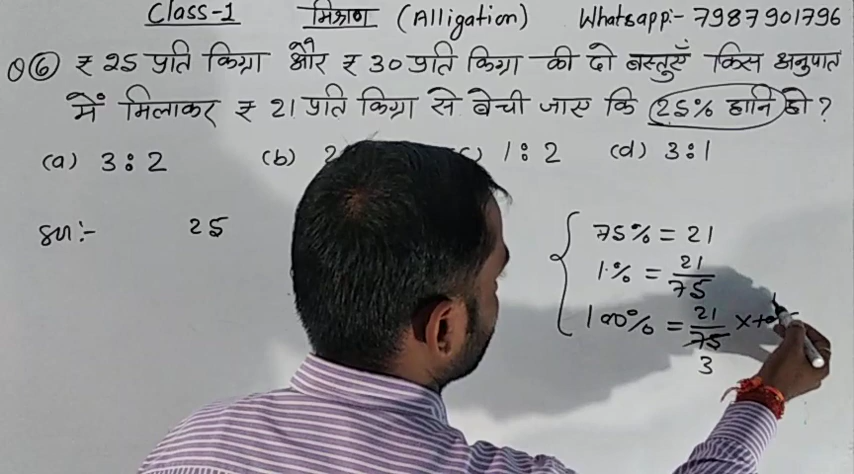 Class-1 मिश्रण (Alligation) Whatsapp:- 7987901796
Q⑥ ₹ 25 प्रति किग्रा और ₹ 30 प्रति किग्रा की दो वस्तुएँ किस अनुपात
में मिलाकर ₹ 21 प्रति किग्रा से बेची जाए कि 25% हानि हो ?
(a) 3:2 (b) 2 1:2 (d) 3:1
Sol:- 25
75% = 21
1% = 21/75
100% = 21/75 ×
3